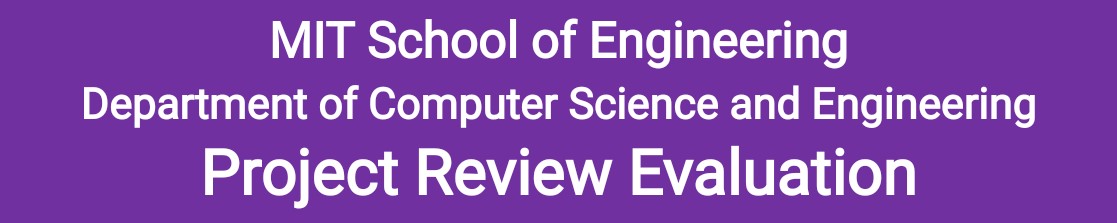 MIT School of Engineering
Department of Computer Science and Engineering
Project Review Evaluation